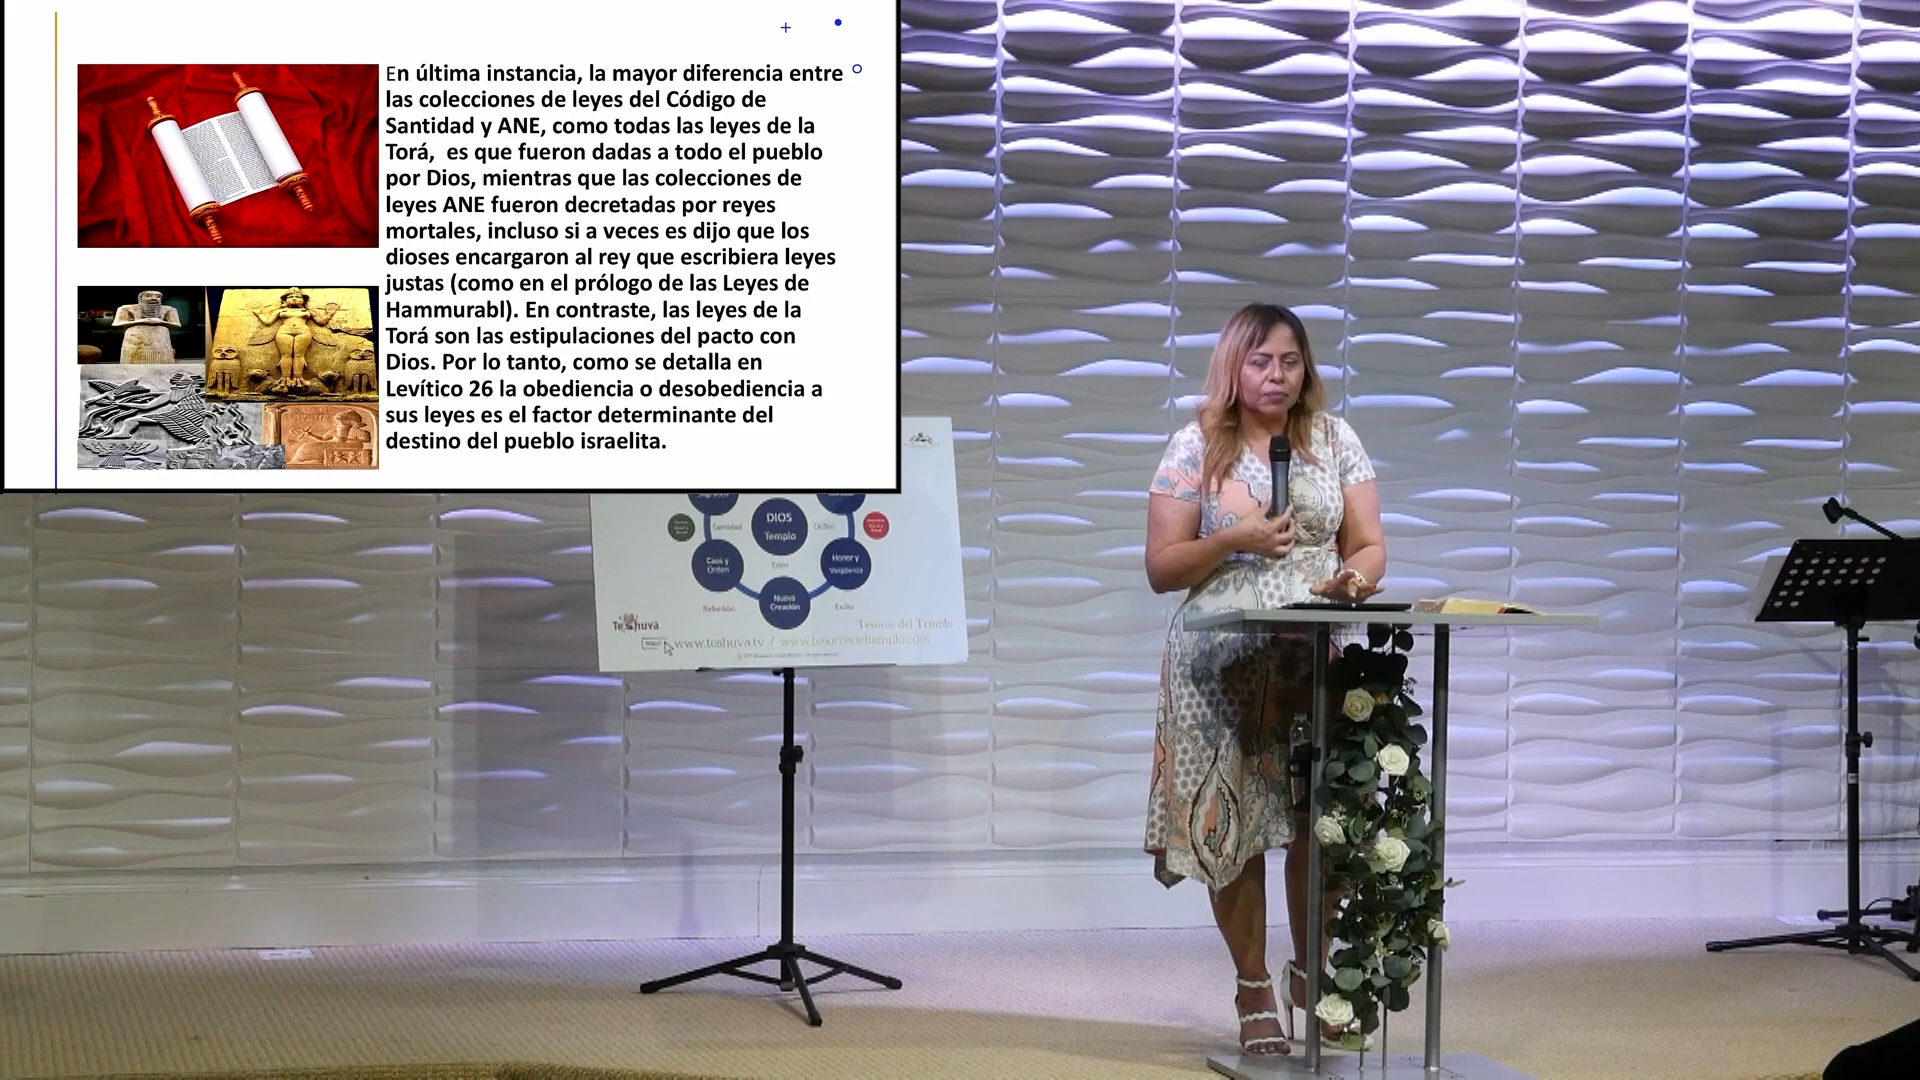 En última instancia, la mayor diferencia entre
las colecciones de leyes del Código de
Santidad y ANE, como todas las leyes de la
Torá, es que fueron dadas a todo el pueblo
por Dios, mientras que las colecciones de
leyes ANE fueron decretadas por reyes
mortales, incluso si a veces es dijo que los
dioses encargaron al rey que escribiera leyes
justas (como en el prólogo de las Leyes de
Hammurabl). En contraste, las leyes de la
Torá son las estipulaciones del pacto con
Dios. Por lo tanto, como se detalla en
Levítico 26 la obediencia o desobediencia a
sus leyes es el factor determinante del
destino del pueblo israelita.
DIOS
Templo
Santidad
Orden
Caos y
Orden
Edén
Honor y
Vergüenza
Nueva
Creación
Rebelión
Exilio
Teshuva
Tesoros del Templo
www.teshuva.tv / www.tesorosdeltemplo.com